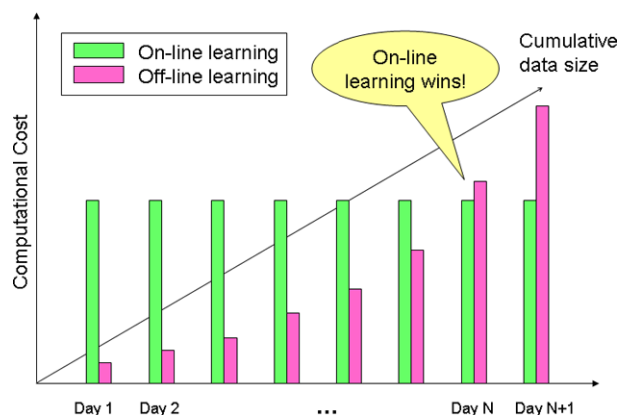 On-line learning
Off-line learning
On-line
learning wins!
Cumulative
data size
Computational Cost
Day 1
Day 2
...
Day N
Day N+1